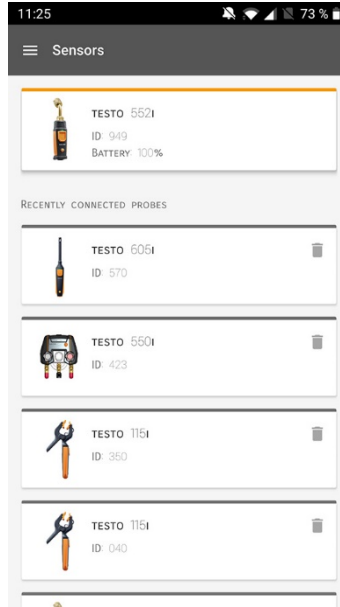 11:25 73 %
Sensors
TESTO 552I
ID: 949
BATTERY: 100%
RECENTLY CONNECTED PROBES
TESTO 605I
ID: 570
TESTO 550I
ID: 423
TESTO 115I
ID: 350
TESTO 115I
ID: 040